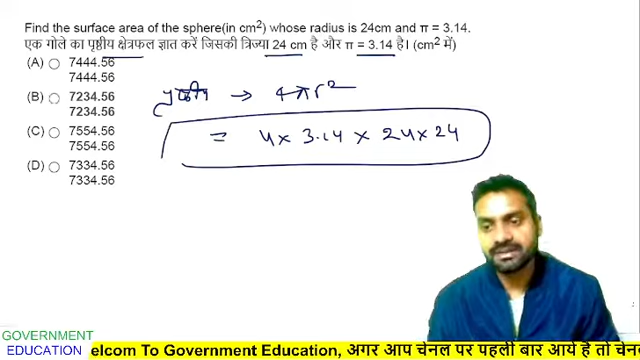 Find the surface area of the sphere(in cm²) whose radius is 24cm and π = 3.14.
एक गोले का पृष्ठीय क्षेत्रफल ज्ञात करें जिसकी त्रिज्या 24 cm है और π = 3.14 है। (cm² में)
(A) 7444.56
7444.56
(B) 7234.56
7234.56
(C) 7554.56
7554.56
(D) 7334.56
7334.56
→ 4πr²
= 4 × 3.14 × 24 × 24
GOVERNMENT
EDUCATION
elcom To Government Education, अगर आप चेनल पर पहली बार आये है तो चेन